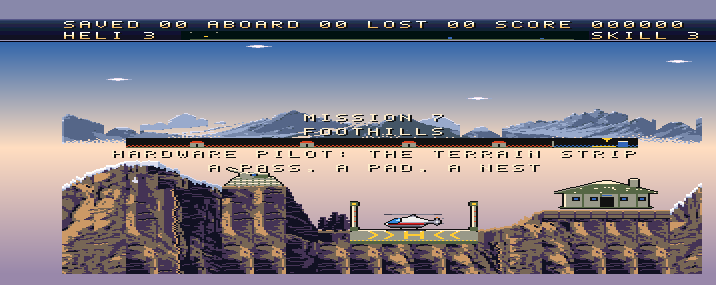 SAVED 00 ABOARD 00 LOST 00 SCORE 000000
HELI 3 SKILL 3
MISSION 7
FOOTHILLS
HARDWARE PILOT: THE TERRAIN STRIP
A PASS. A PAD. A NEST
H